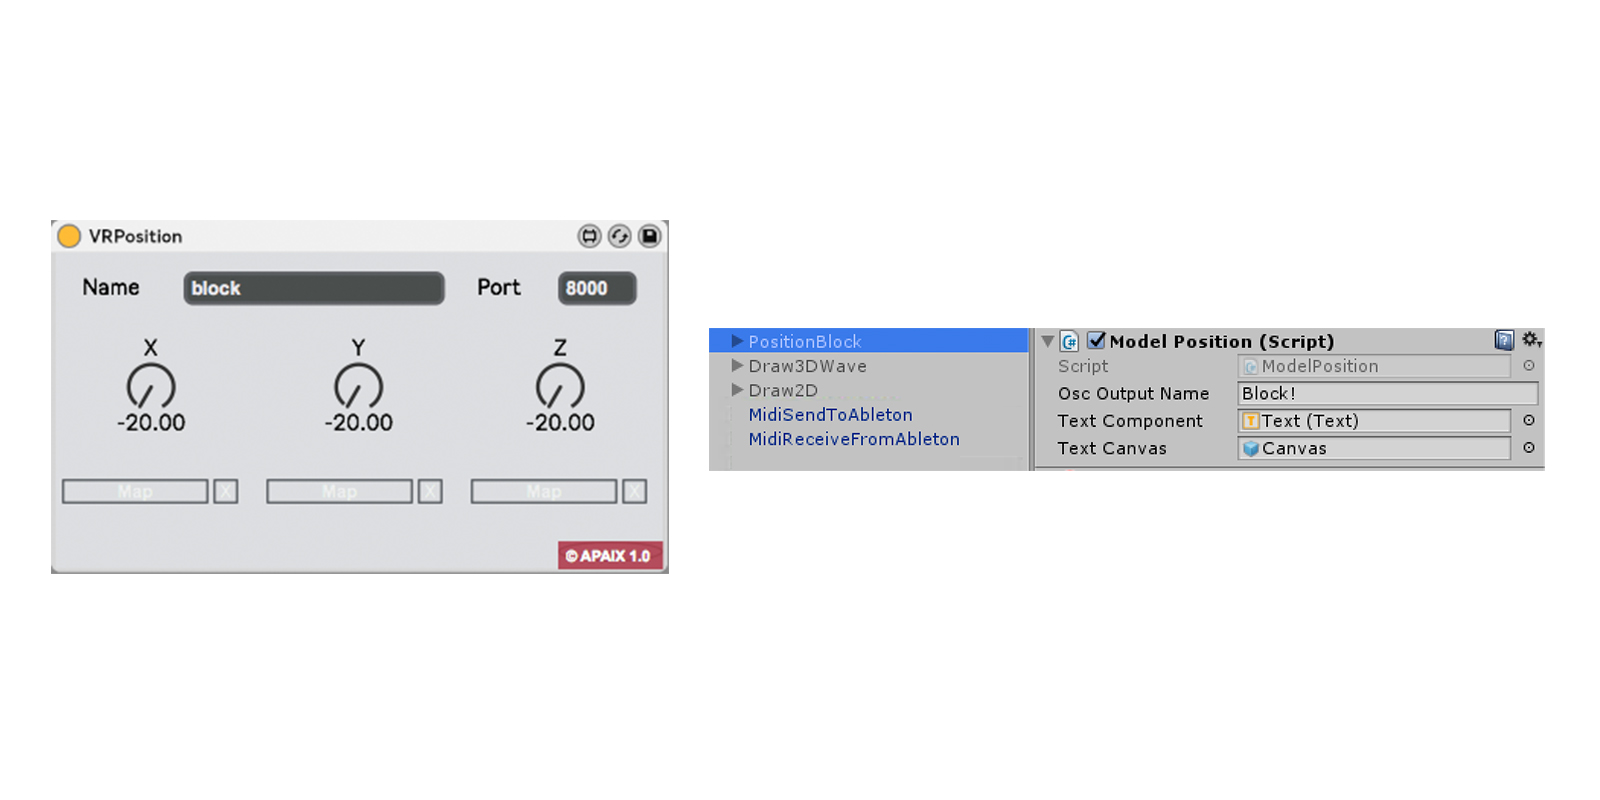 VRPosition
Name block Port 8000
X Y Z
-20.00 -20.00 -20.00
Map X Map X Map X
© APAIX 1.0
PositionBlock
Draw3DWave
Draw2D
MidiSendToAbleton
MidiReceiveFromAbleton
Model Position (Script)
Script ModelPosition
Osc Output Name Block!
Text Component Text (Text)
Text Canvas Canvas